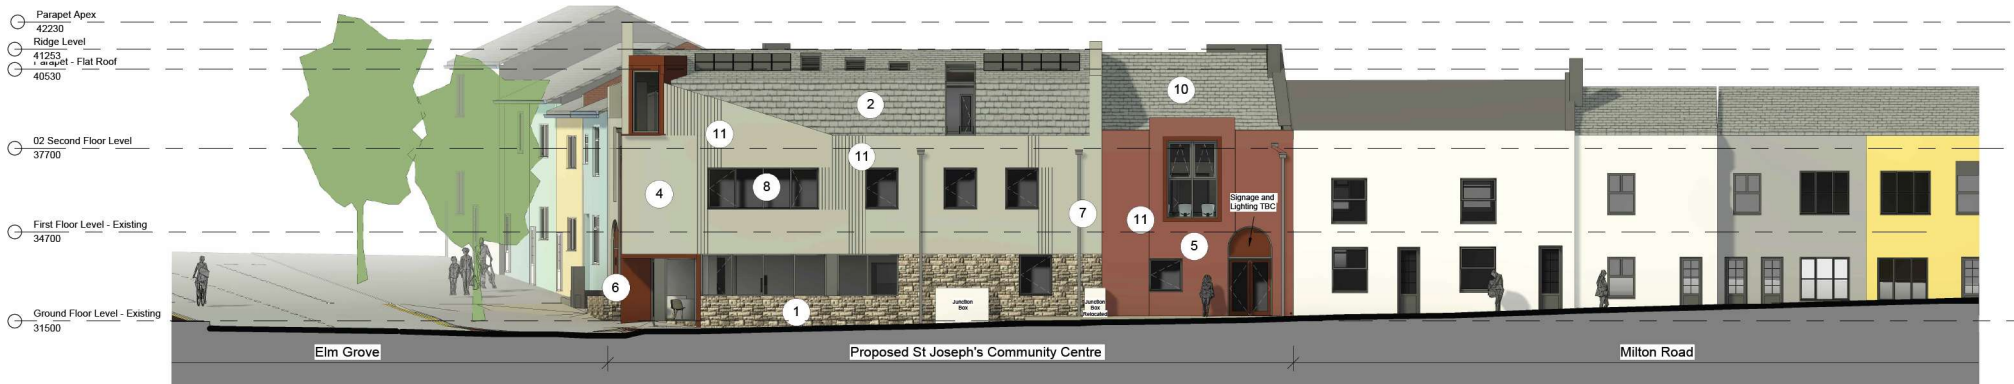 Parapet Apex
42230
Ridge Level
41253
Parapet - Flat Roof
40530
02 Second Floor Level
37700
First Floor Level - Existing
34700
Ground Floor Level - Existing
31500
2
10
11
11
4
8
7
11
5
Signage and
Lighting TBC
6
1
Junction
Box
Junction
Box
Relocated
Elm Grove
Proposed St Joseph's Community Centre
Milton Road